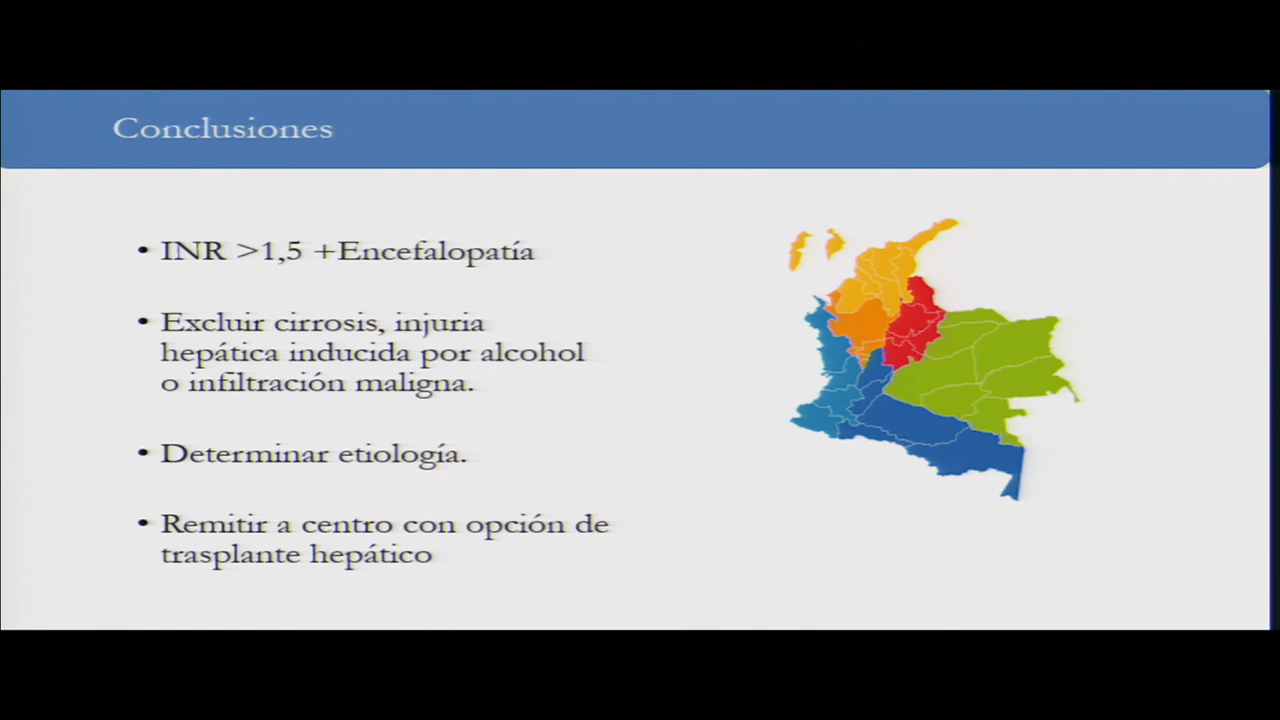 Conclusiones
• INR >1,5 +Encefalopatía
• Excluir cirrosis, injuria
hepática inducida por alcohol
o infiltración maligna.
• Determinar etiología.
• Remitir a centro con opción de
trasplante hepático